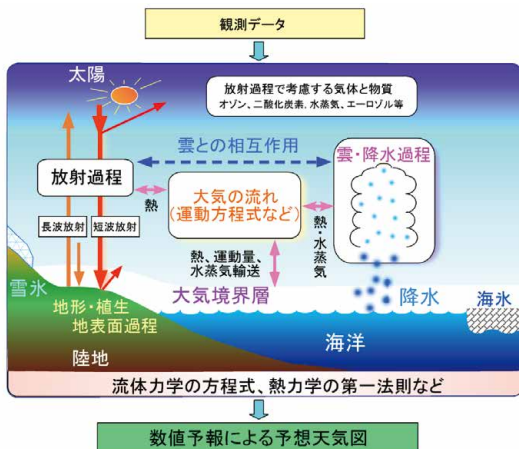 観測データ
太陽
放射過程で考慮する気体と物質
オゾン、二酸化炭素、水蒸気、エーロゾル等
雲との相互作用
雲・降水過程
放射過程
熱
大気の流れ
(運動方程式など)
熱・水蒸気
長波放射
短波放射
熱、運動量、
水蒸気輸送
雪氷
地形・植生
地表面過程
大気境界層
降水
海氷
海洋
陸地
流体力学の方程式、熱力学の第一法則など
数値予報による予想天気図